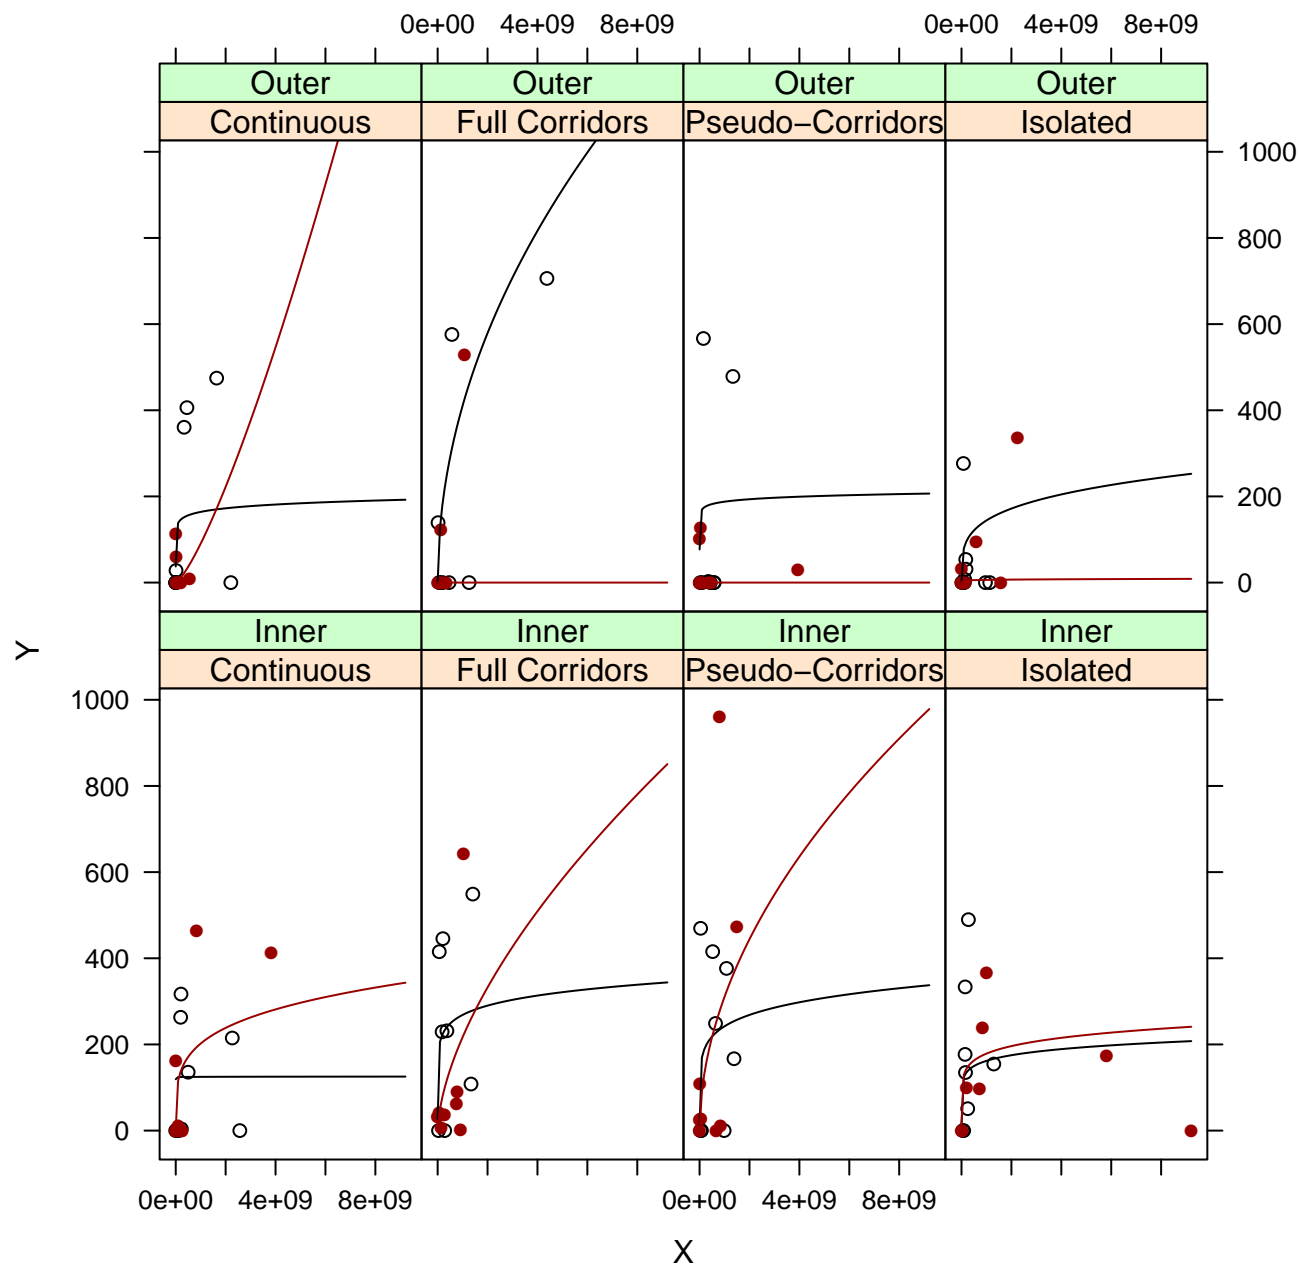 0e+00 4e+09 8e+09 0e+00 4e+09 8e+09
Outer Outer Outer Outer
Continuous Full Corridors Pseudo−Corridors Isolated
1000
800
600
400
200
0
Inner Inner Inner Inner
Continuous Full Corridors Pseudo−Corridors Isolated
1000
800
600
400
200
0
0e+00 4e+09 8e+09 0e+00 4e+09 8e+09
X
Y